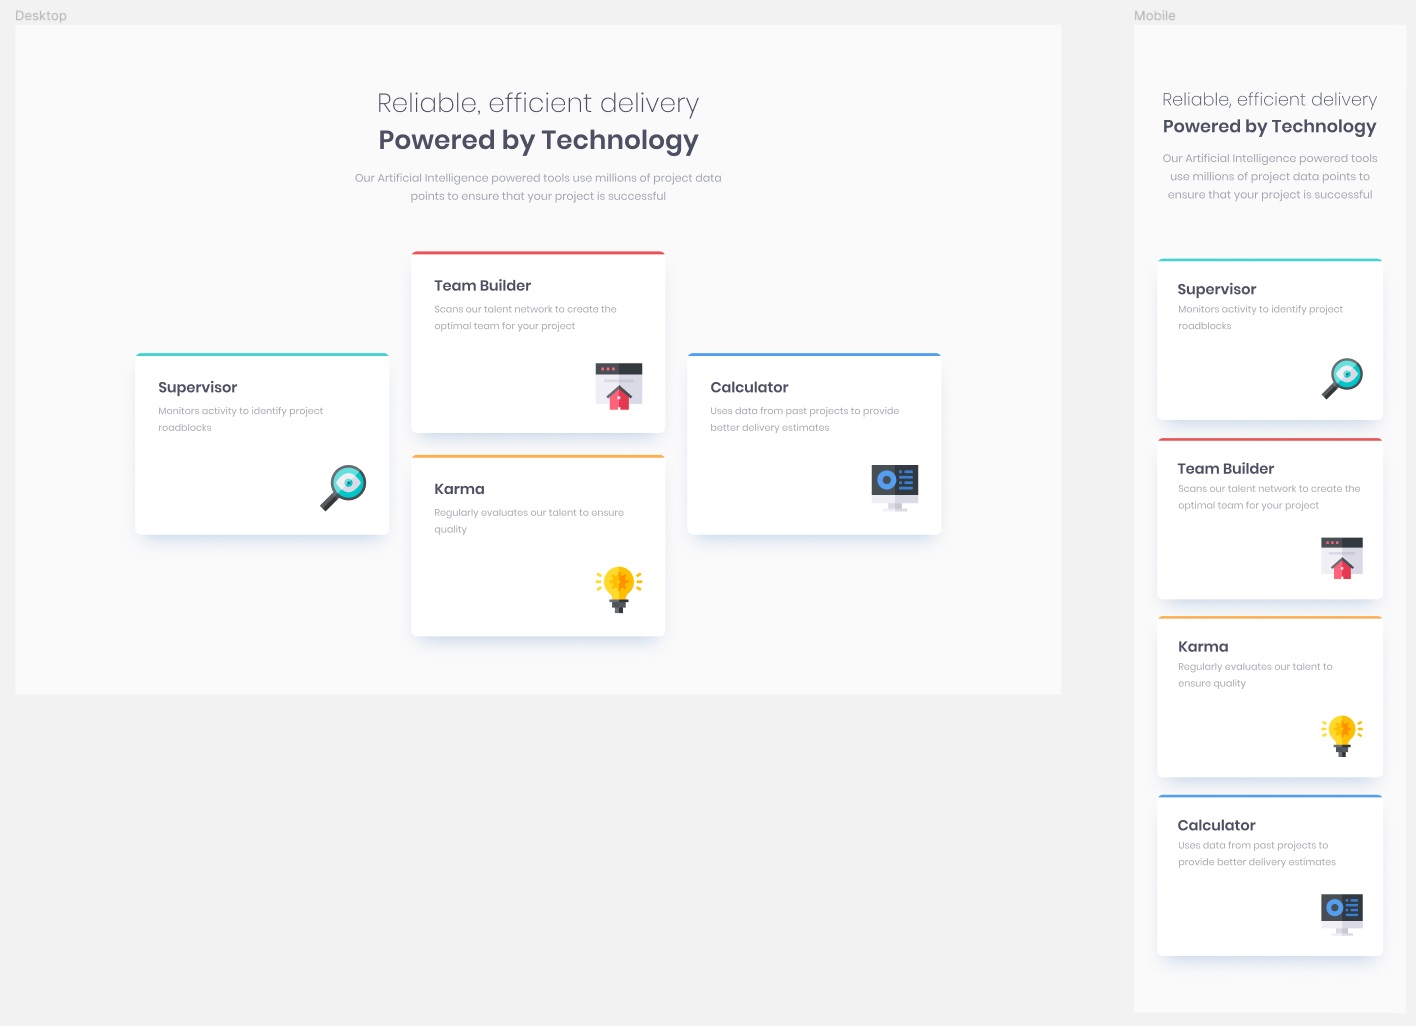 Desktop
Reliable, efficient delivery
Powered by Technology
Our Artificial Intelligence powered tools use millions of project data
points to ensure that your project is successful
Supervisor
Monitors activity to identify project
roadblocks
Team Builder
Scans our talent network to create the
optimal team for your project
Karma
Regularly evaluates our talent to ensure
quality
Calculator
Uses data from past projects to provide
better delivery estimates
Mobile
Reliable, efficient delivery
Powered by Technology
Our Artificial Intelligence powered tools
use millions of project data points to
ensure that your project is successful
Supervisor
Monitors activity to identify project
roadblocks
Team Builder
Scans our talent network to create the
optimal team for your project
Karma
Regularly evaluates our talent to
ensure quality
Calculator
Uses data from past projects to
provide better delivery estimates